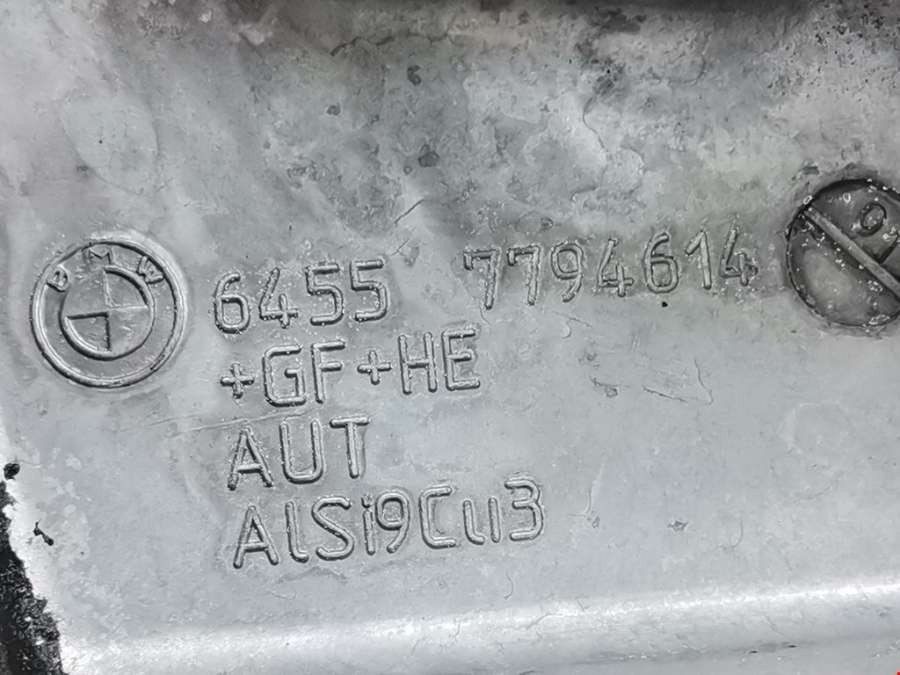 BMW
6455 7794614
+GF+HE
AUT
AlSi9Cu3